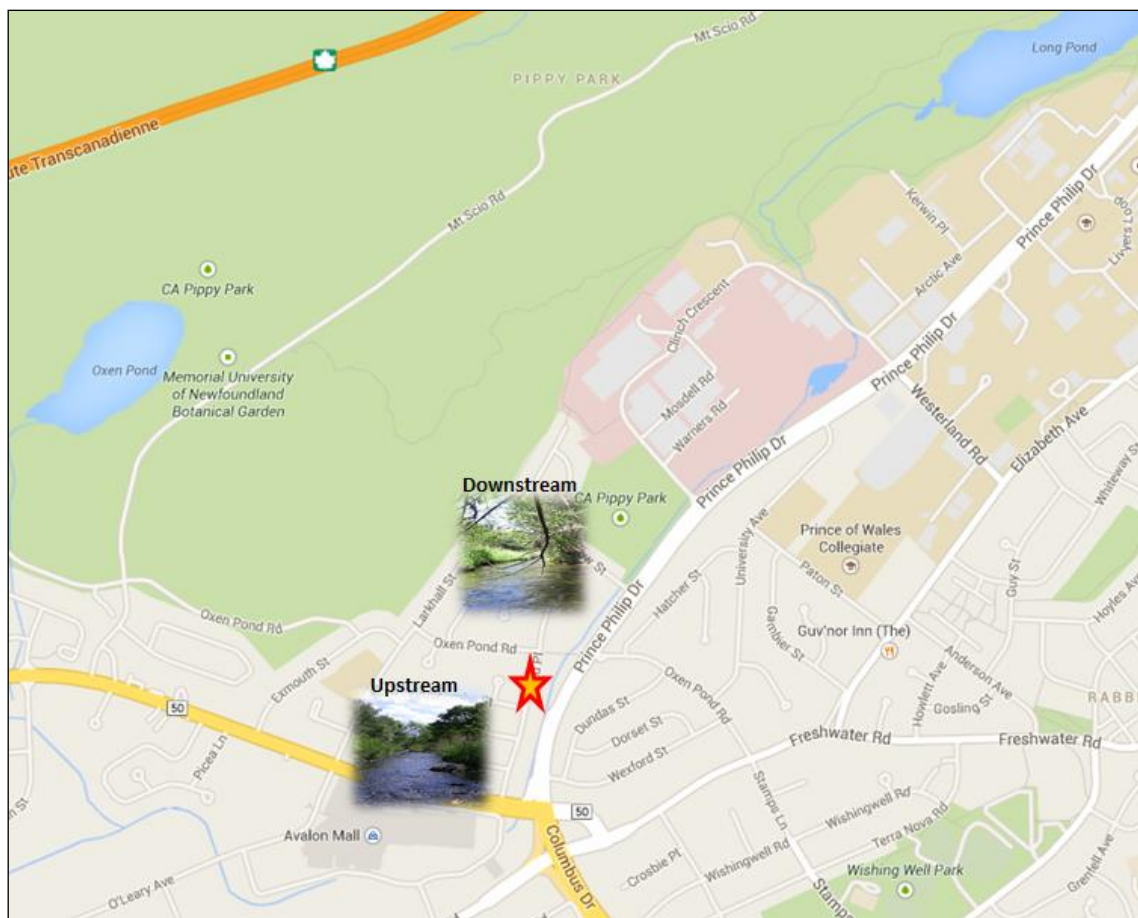 Mt Scio Rd
Long Pond
PIPPY PARK
ute Transcanadienne
Prince Philip Dr
Kerwin Pl
Livyers Loop
Mt Scio Rd
Arctic Ave
CA Pippy Park
Clinch Crescent
Prince Philip Dr
Oxen Pond
Memorial University
of Newfoundland
Botanical Garden
Mosdell Rd
Warners Rd
Westerland Rd
Elizabeth Ave
Prince Philip Dr
Whiteway St
Downstream
CA Pippy Park
University Ave
Prince of Wales
Collegiate
Guy St
Paton St
Hoyles Ave
Larkhall St
Hatcher St
Gambier St
Guv'nor Inn (The)
Oxen Pond Rd
Oxen Pond Rd
Prince Philip Dr
Anderson Ave
Exmouth St
Upstream
Oxen Pond Rd
Howlett Ave
Gosling St
RABB
50
Picea Ln
Dundas St
Dorset St
Wexford St
Freshwater Rd
Freshwater Rd
Stamps Ln
50
Wishingwell Rd
Avalon Mall
Columbus Dr
Terra Nova Rd
Crosbie Pl
Wishingwell Rd
Grenfell Ave
O'Leary Ave
Wishing Well Park
Stamps